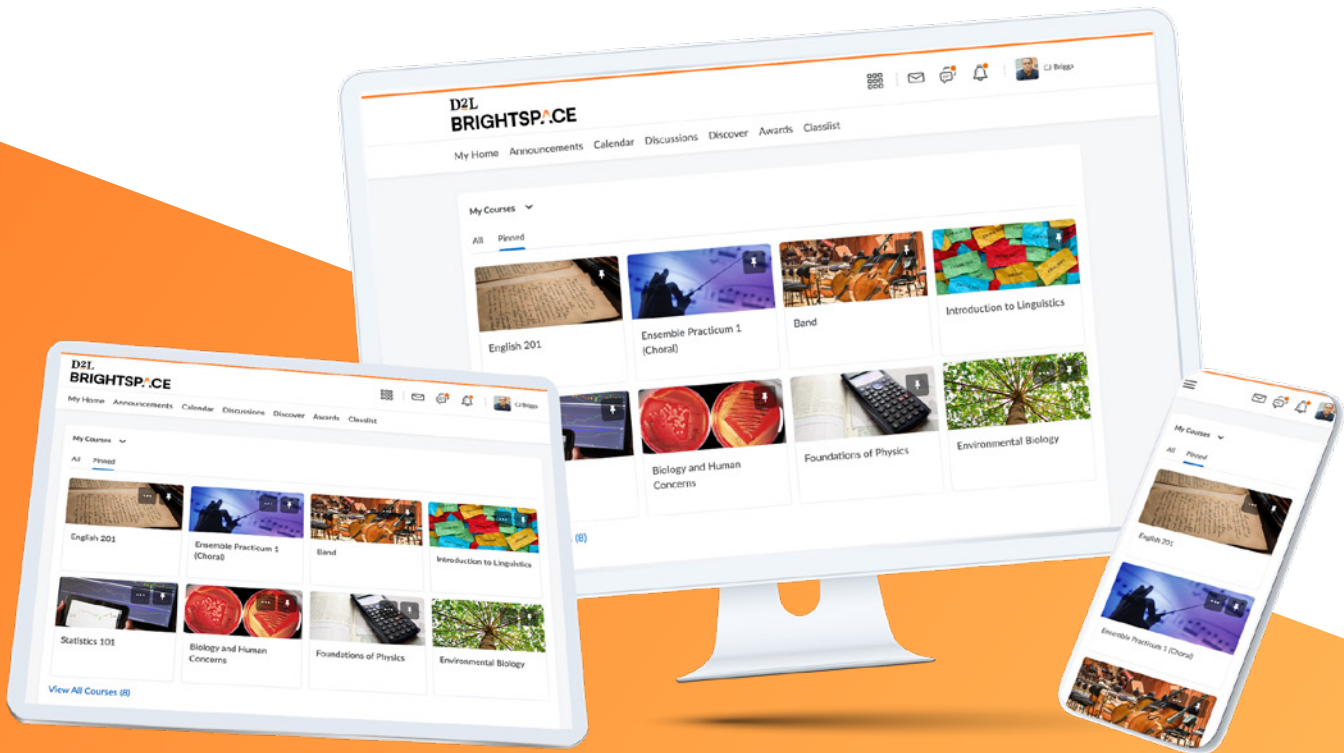 D2L
BRIGHTSPACE
CJ Briggs
My Home Announcements Calendar Discussions Discover Awards Classlist
My Courses
All Pinned
English 201
Ensemble Practicum 1
(Choral)
Band
Introduction to Linguistics
Biology and Human
Concerns
Foundations of Physics
Environmental Biology
(8)
D2L
BRIGHTSPACE
CJ Briggs
My Home Announcements Calendar Discussions Discover Awards Classlist
My Courses
All Pinned
English 201
Ensemble Practicum 1
(Choral)
Band
Introduction to Linguistics
Statistics 101
Biology and Human
Concerns
Foundations of Physics
Environmental Biology
View All Courses (8)
My Courses
All Pinned
English 201
Ensemble Practicum 1 (Choral)